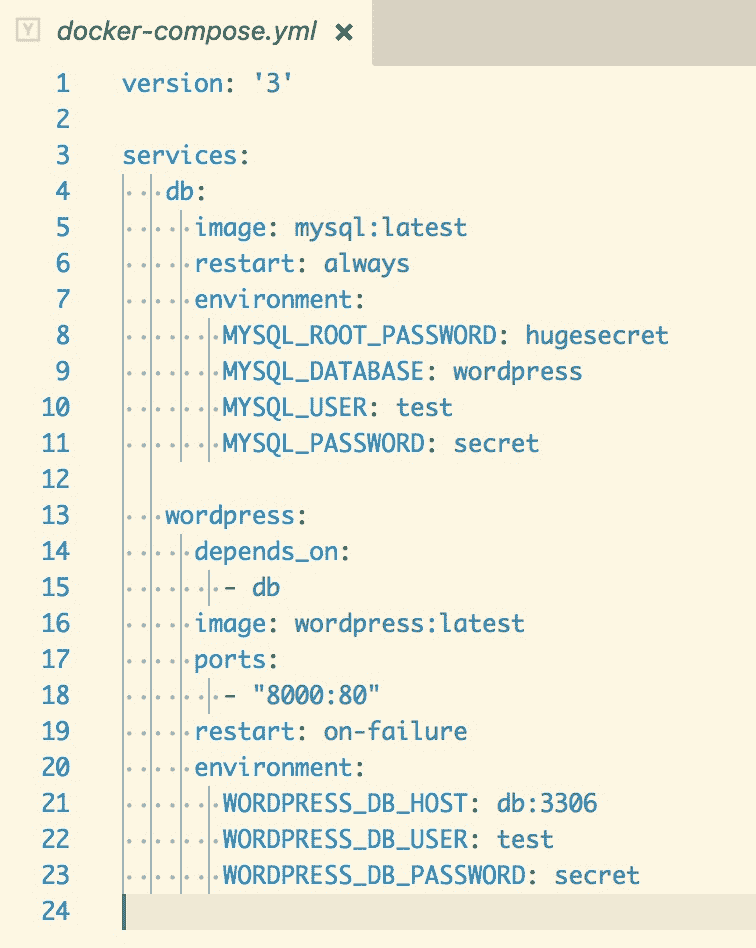 docker-compose.yml
1 version: '3'
2
3 services:
4 db:
5 image: mysql:latest
6 restart: always
7 environment:
8 MYSQL_ROOT_PASSWORD: hugesecret
9 MYSQL_DATABASE: wordpress
10 MYSQL_USER: test
11 MYSQL_PASSWORD: secret
12
13 wordpress:
14 depends_on:
15 - db
16 image: wordpress:latest
17 ports:
18 - "8000:80"
19 restart: on-failure
20 environment:
21 WORDPRESS_DB_HOST: db:3306
22 WORDPRESS_DB_USER: test
23 WORDPRESS_DB_PASSWORD: secret
24